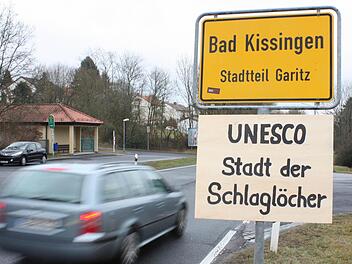 Bad Kissingen
Stadtteil Garitz
UNESCO
Stadt der
Schlaglöcher